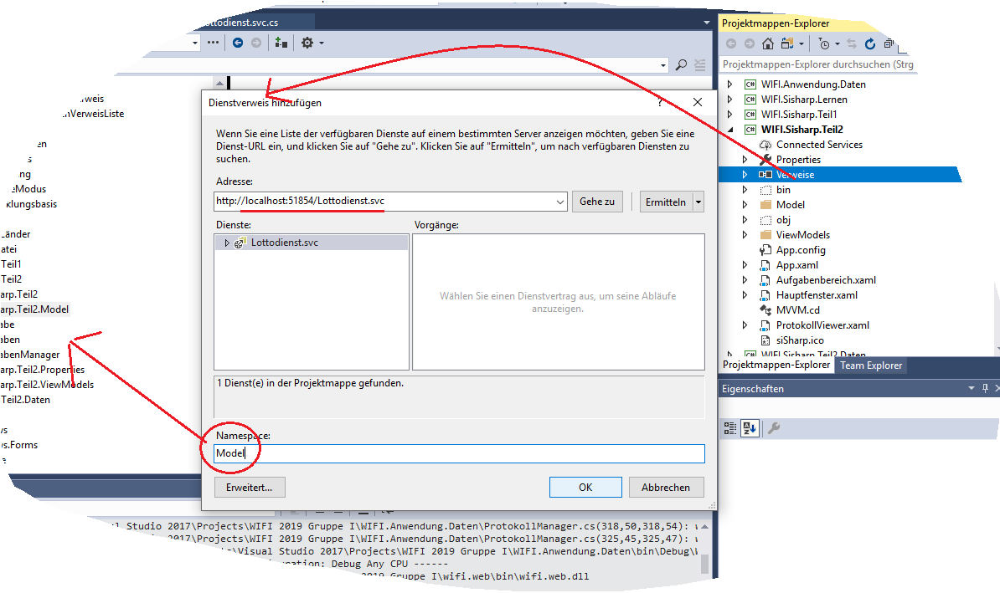 ottodienst.svc.cs
Projektmappen-Explorer
Projektmappen-Explorer durchsuchen (Strg
weis
nVerweisListe
en
s
ng
eModus
klungsbasis
Länder
atei
Teil1
Teil2
arp.Teil2
arp.Teil2.Model
abe
aben
abenManager
arp.Teil2.Properties
arp.Teil2.ViewModels
Teil2.Daten
ys
ys.Forms
e
Dienstverweis hinzufügen
?
Wenn Sie eine Liste der verfügbaren Dienste auf einem bestimmten Server anzeigen möchten, geben Sie eine
Dienst-URL ein, und klicken Sie auf "Gehe zu". Klicken Sie auf "Ermitteln", um nach verfügbaren Diensten zu
suchen.
Adresse:
http://localhost:51854/Lottodienst.svc
Gehe zu
Ermitteln
Dienste:
Vorgänge:
Lottodienst.svc
Wählen Sie einen Dienstvertrag aus, um seine Abläufe
anzuzeigen.
1 Dienst(e) in der Projektmappe gefunden.
Namespace:
Model
Erweitert...
OK
Abbrechen
C# WIFI.Anwendung.Daten
C# WIFI.Sisharp.Lernen
C# WIFI.Sisharp.Teil1
C# WIFI.Sisharp.Teil2
Connected Services
Properties
Verweise
bin
Model
obj
ViewModels
App.config
App.xaml
Aufgabenbereich.xaml
Hauptfenster.xaml
MVVM.cd
ProtokollViewer.xaml
siSharp.ico
C# WIFI.Sisharp.Teil2.Daten
Projektmappen-Explorer
Team Explorer
Eigenschaften
al Studio 2017\Projects\WIFI 2019 Gruppe I\WIFI.Anwendung.Daten\ProtokollManager.cs(318,50,318,54): w
2017\Projects\WIFI 2019 Gruppe I\WIFI.Anwendung.Daten\ProtokollManager.cs(325,45,325,47): w
\Visual Studio 2017\Projects\WIFI 2019 Gruppe I\WIFI.Anwendung.Daten\bin\Debug\W
ration: Debug Any CPU ------
2019 Gruppe I\wifi.web\bin\wifi.web.dll